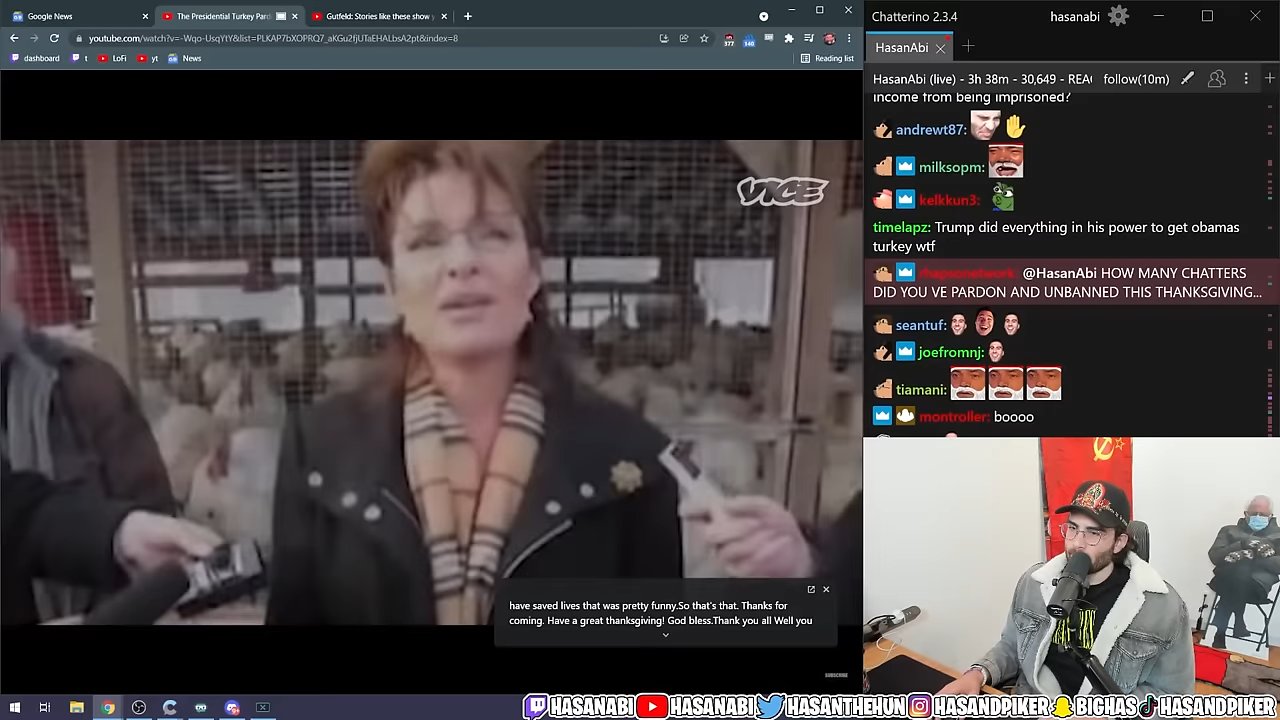 Google News
The Presidential Turkey Pard
Gutfeld: Stories like these show y
youtube.com/watch?v=-Wqo-UsqYtY&list=PLKAP7bXOPRQ7_aKGu2fjUTaEHALbsA2pt&index=8
377
140
dashboard
t
LoFi
yt
News
Reading list
VICE
have saved lives that was pretty funny.So that's that. Thanks for
coming. Have a great thanksgiving! God bless.Thank you all Well you
SUBSCRIBE
Chatterino 2.3.4
hasanabi
HasanAbi
HasanAbi (live) - 3h 38m - 30,649 - REA
follow(10m)
income from being imprisoned?
andrewt87:
milksopm:
kelkkun3:
timelapz: Trump did everything in his power to get obamas
turkey wtf
@HasanAbi HOW MANY CHATTERS
DID YOU VE PARDON AND UNBANNED THIS THANKSGIVING...
seantuf:
joefromnj:
tiamani:
montroller: boooo
HASANABI
HASANABI
HASANTHEHUN
HASANDPIKER
BIGHAS
HASANDPIKER